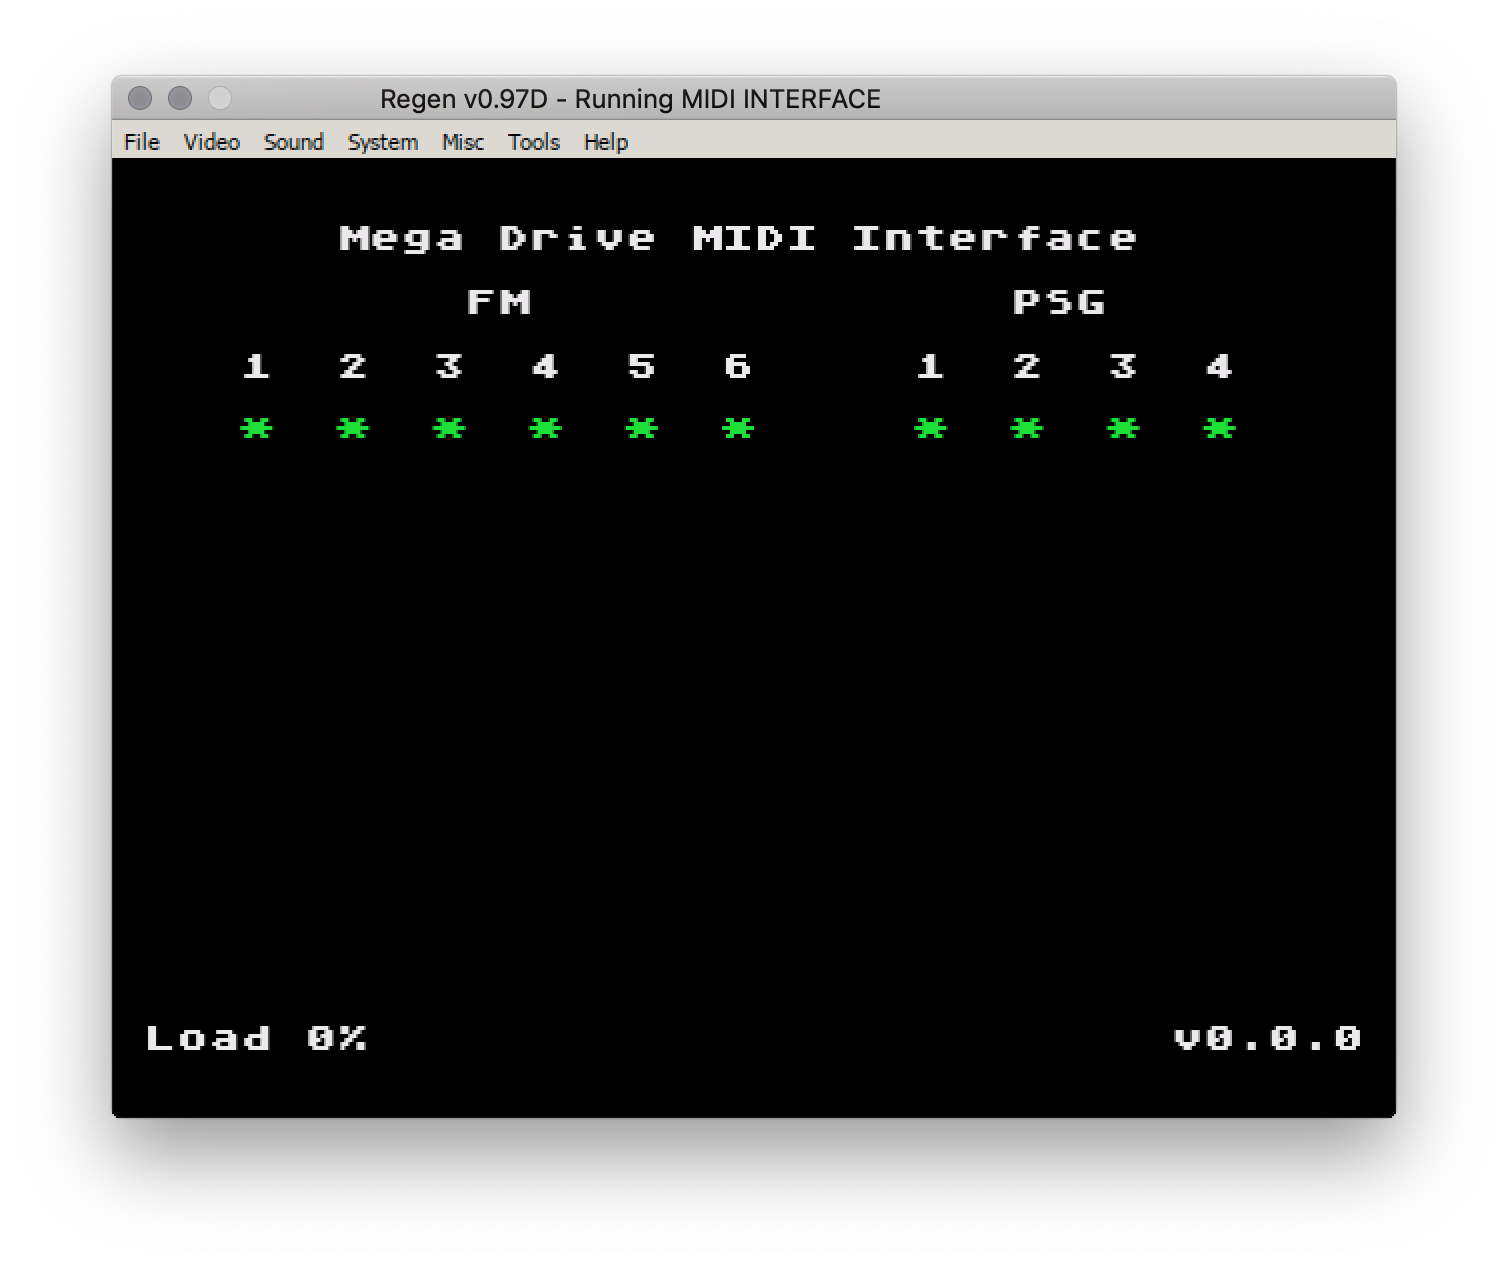 Regen v0.97D - Running MIDI INTERFACE
File Video Sound System Misc Tools Help
Mega Drive MIDI Interface
FM PSG
1 2 3 4 5 6 1 2 3 4
* * * * * * * * * *
Load 0% v0.0.0